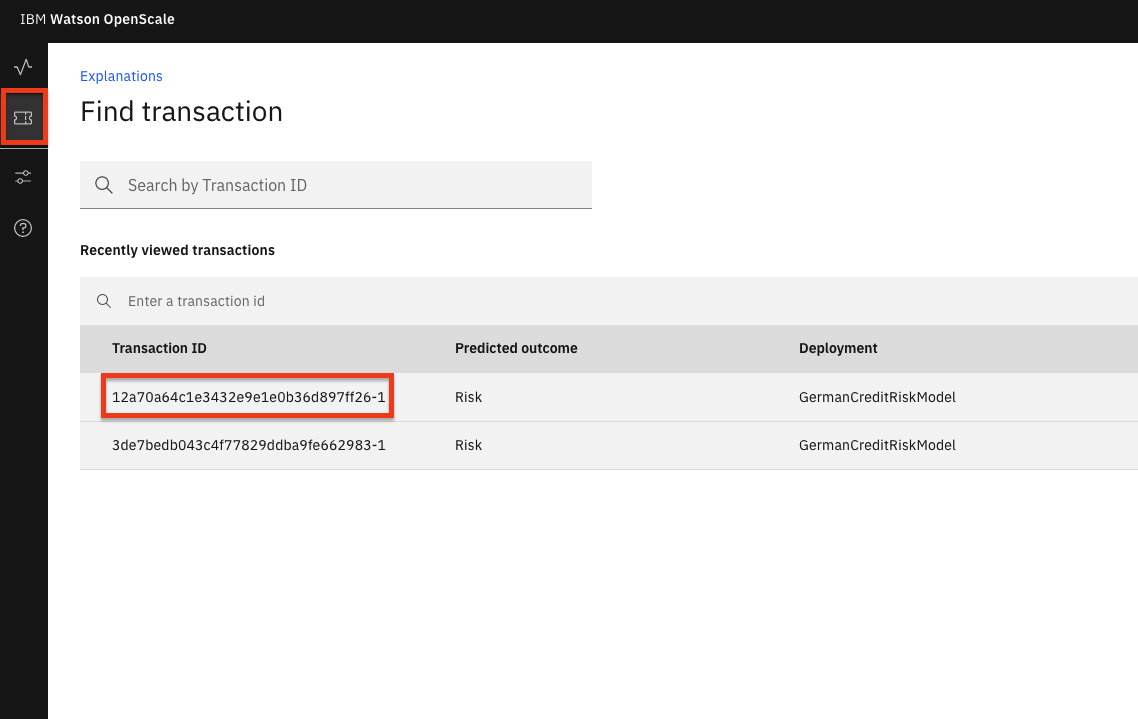 IBM Watson OpenScale
Explanations
Find transaction
Search by Transaction ID
Recently viewed transactions
Enter a transaction id
Transaction ID Predicted outcome Deployment
12a70a64c1e3432e9e1e0b36d897ff26-1 Risk GermanCreditRiskModel
3de7bedb043c4f77829ddba9fe662983-1 Risk GermanCreditRiskModel